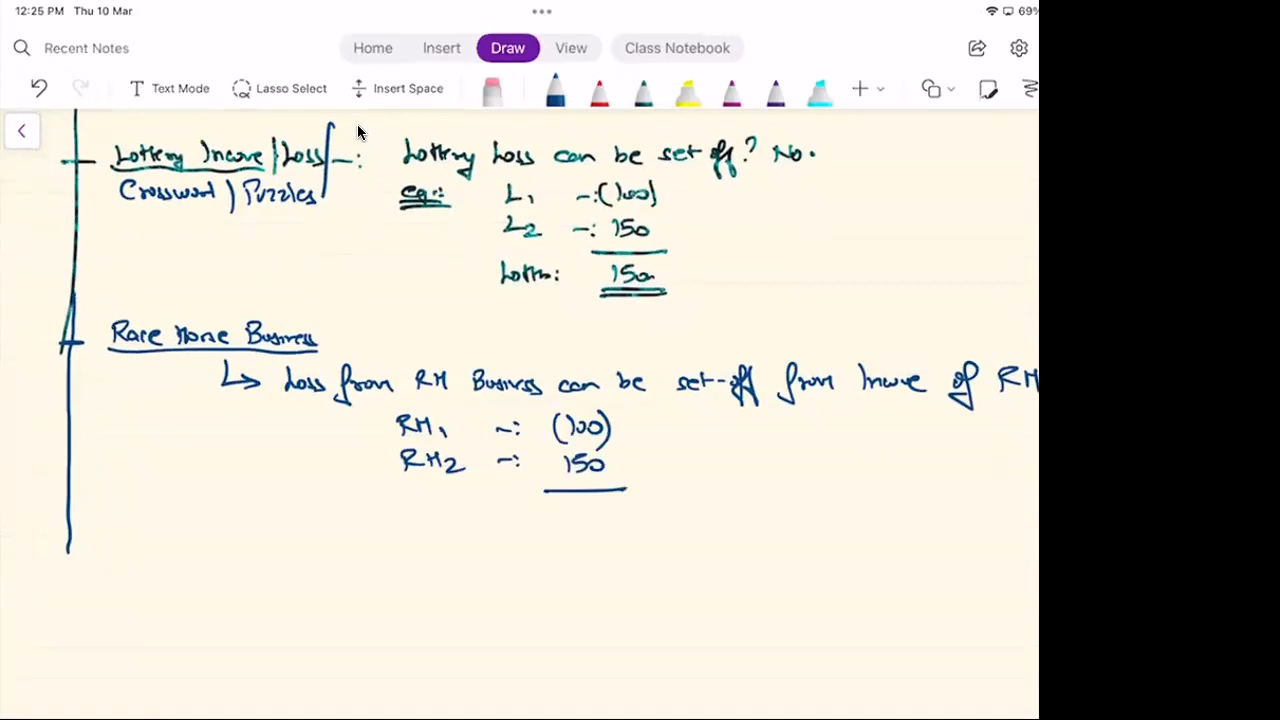 12:25 PM Thu 10 Mar 69%
Recent Notes Home Insert Draw View Class Notebook
Text Mode Lasso Select Insert Space
Lottery Income | Loss -: Lottery Loss can be set off? No.
Crossword | Puzzles eg:- L1 -: (100)
L2 -: 150
150
Race Horse Business
Loss from RH Business can be set-off from Income of RH
RH1 -: (100)
RH2 -: 150